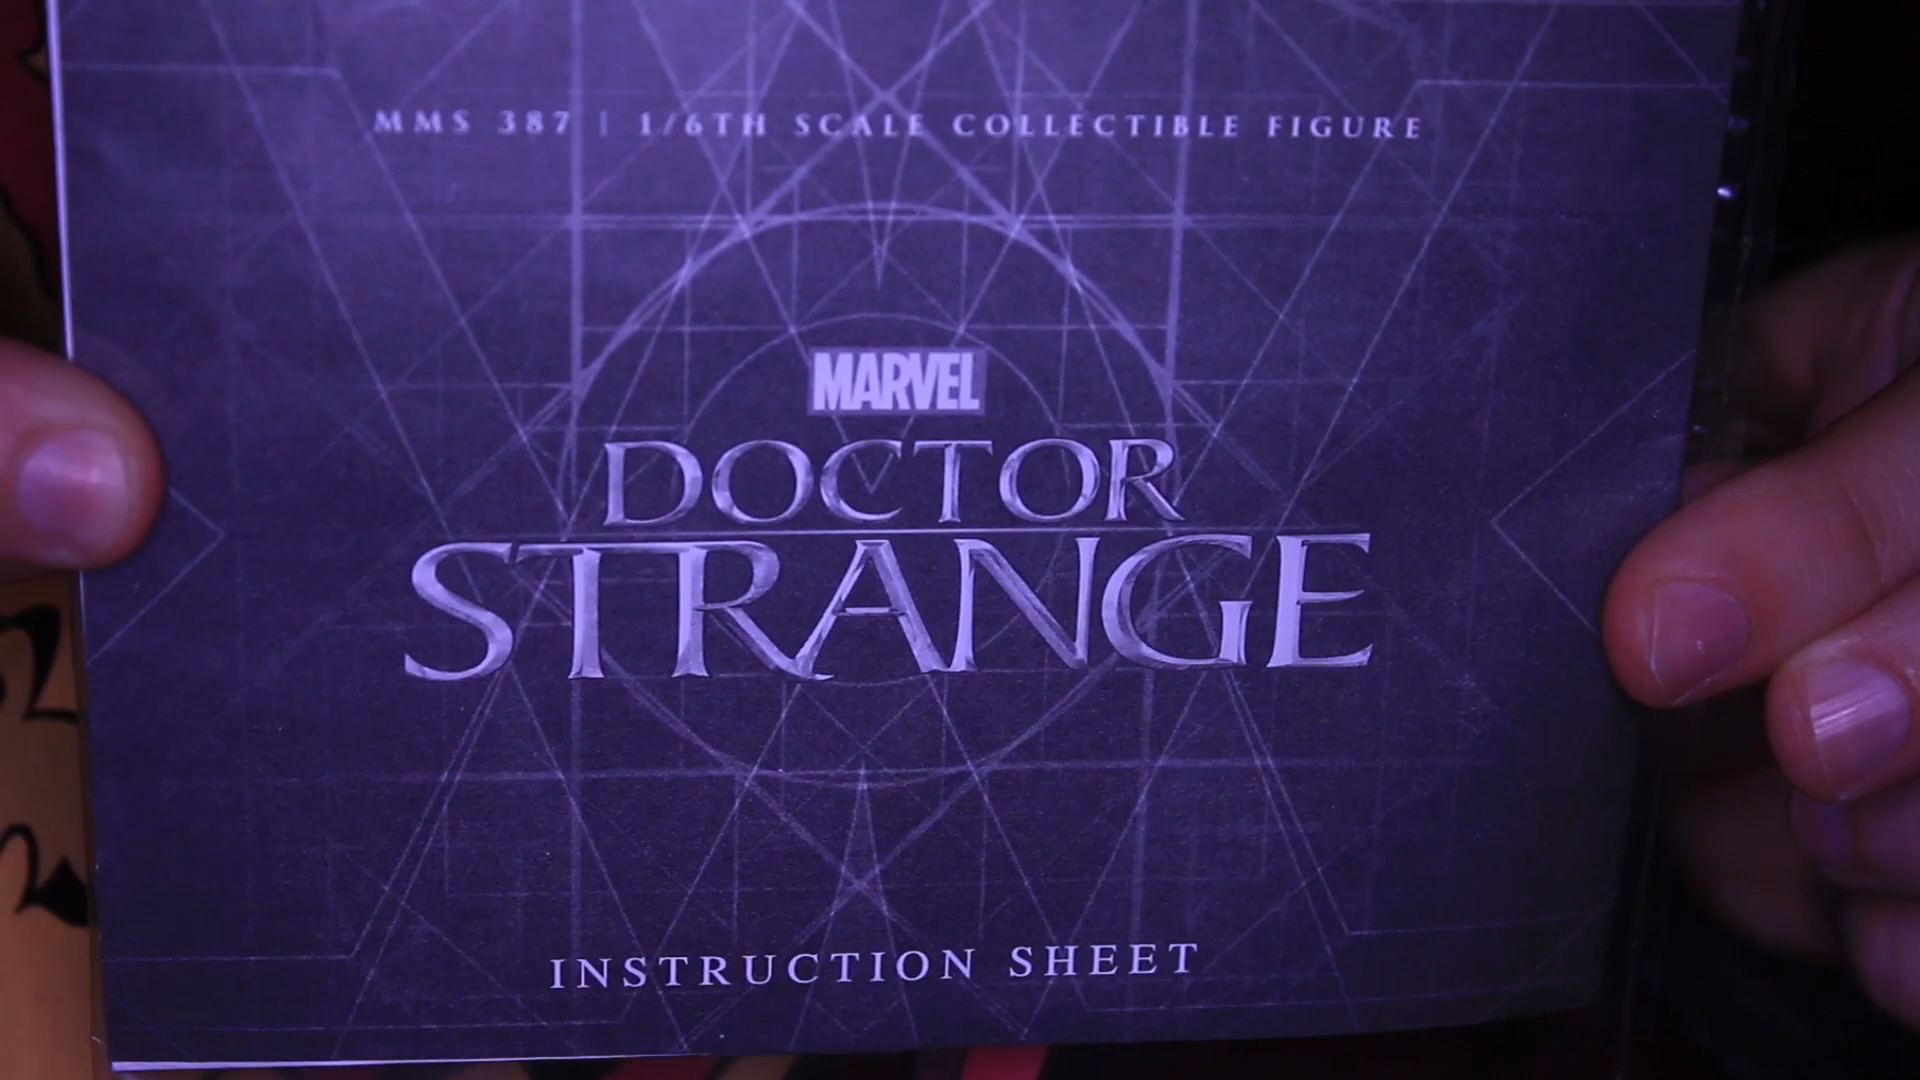 MMS 387 | 1/6TH SCALE COLLECTIBLE FIGURE
MARVEL
DOCTOR
STRANGE
INSTRUCTION SHEET